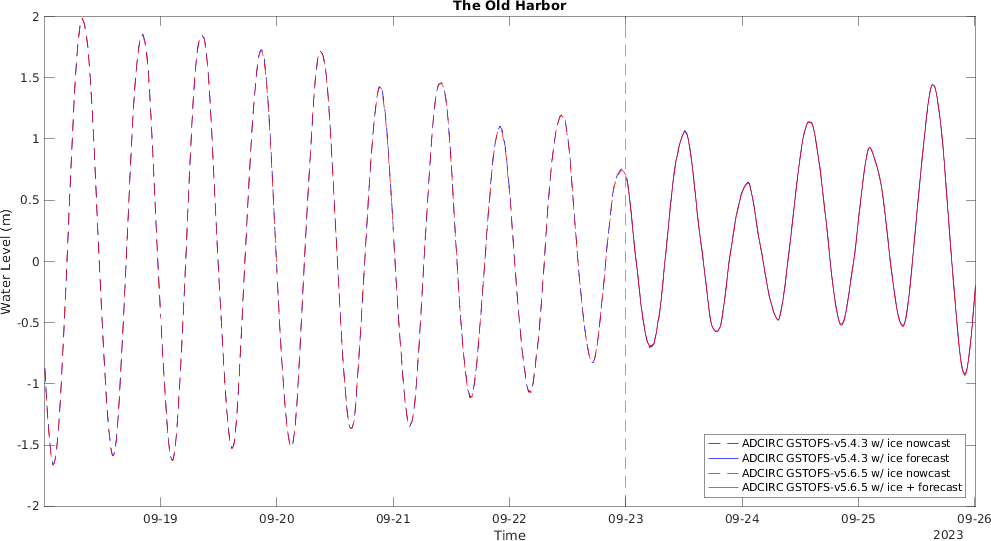 The Old Harbor
2
1.5
1
0.5
0
-0.5
-1
-1.5
-2
Water Level (m)
09-19 09-20 09-21 09-22 09-23 09-24 09-25 09-26
Time
2023
ADCIRC GSTOFS-v5.4.3 w/ ice nowcast
ADCIRC GSTOFS-v5.4.3 w/ ice forecast
ADCIRC GSTOFS-v5.6.5 w/ ice nowcast
ADCIRC GSTOFS-v5.6.5 w/ ice + forecast